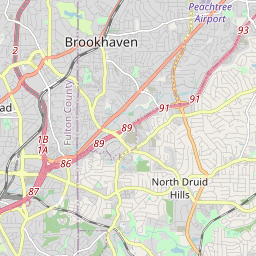 Peachtree
Airport
93
2
Brookhaven
91
91
ad
Fulton County
89
1B
1A
89
86
87
North Druid
Hills